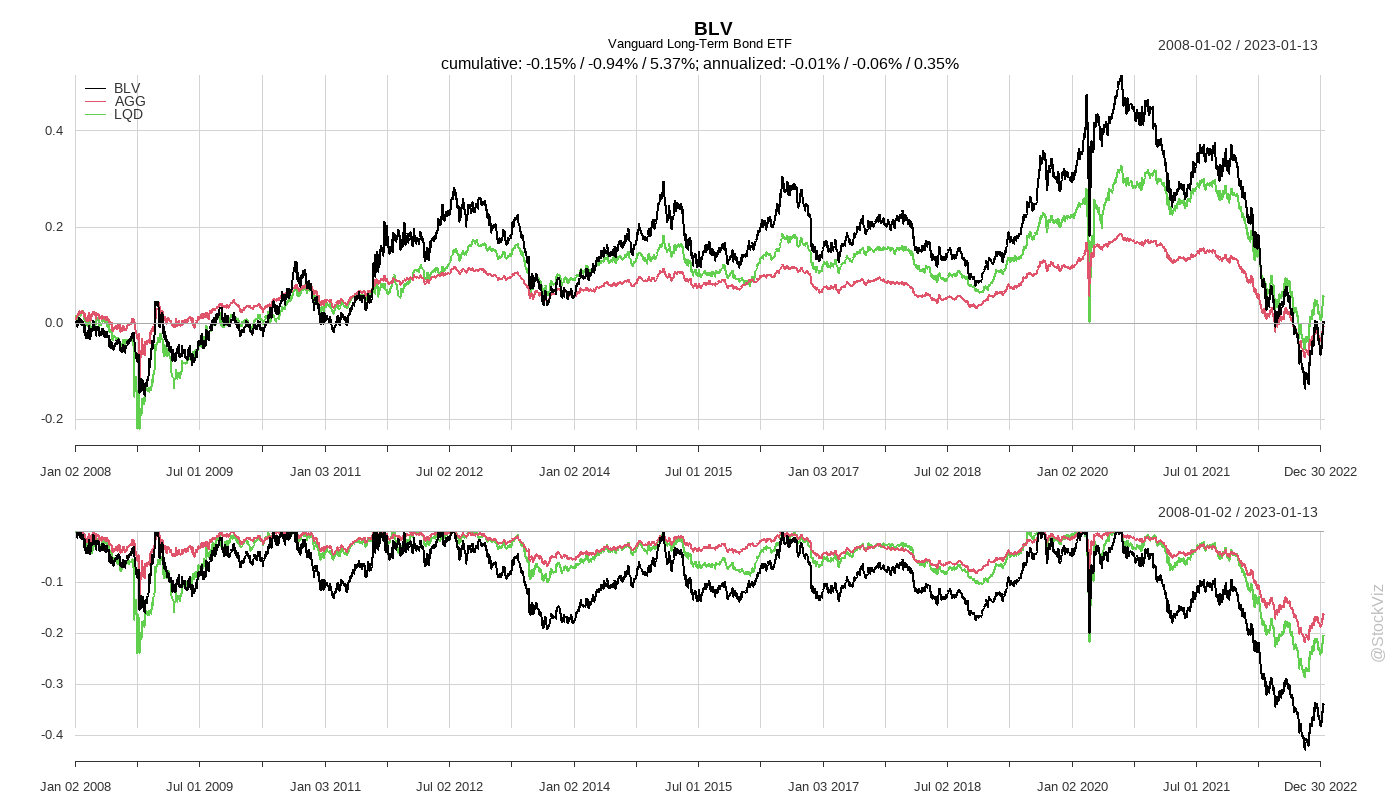 BLV
Vanguard Long-Term Bond ETF
2008-01-02 / 2023-01-13
cumulative: -0.15% / -0.94% / 5.37%; annualized: -0.01% / -0.06% / 0.35%
BLV
AGG
LQD
0.4
0.2
0.0
-0.2
Jan 02 2008 Jul 01 2009 Jan 03 2011 Jul 02 2012 Jan 02 2014 Jul 01 2015 Jan 03 2017 Jul 02 2018 Jan 02 2020 Jul 01 2021 Dec 30 2022
2008-01-02 / 2023-01-13
-0.1
-0.2
-0.3
-0.4
Jan 02 2008 Jul 01 2009 Jan 03 2011 Jul 02 2012 Jan 02 2014 Jul 01 2015 Jan 03 2017 Jul 02 2018 Jan 02 2020 Jul 01 2021 Dec 30 2022
@StockViz